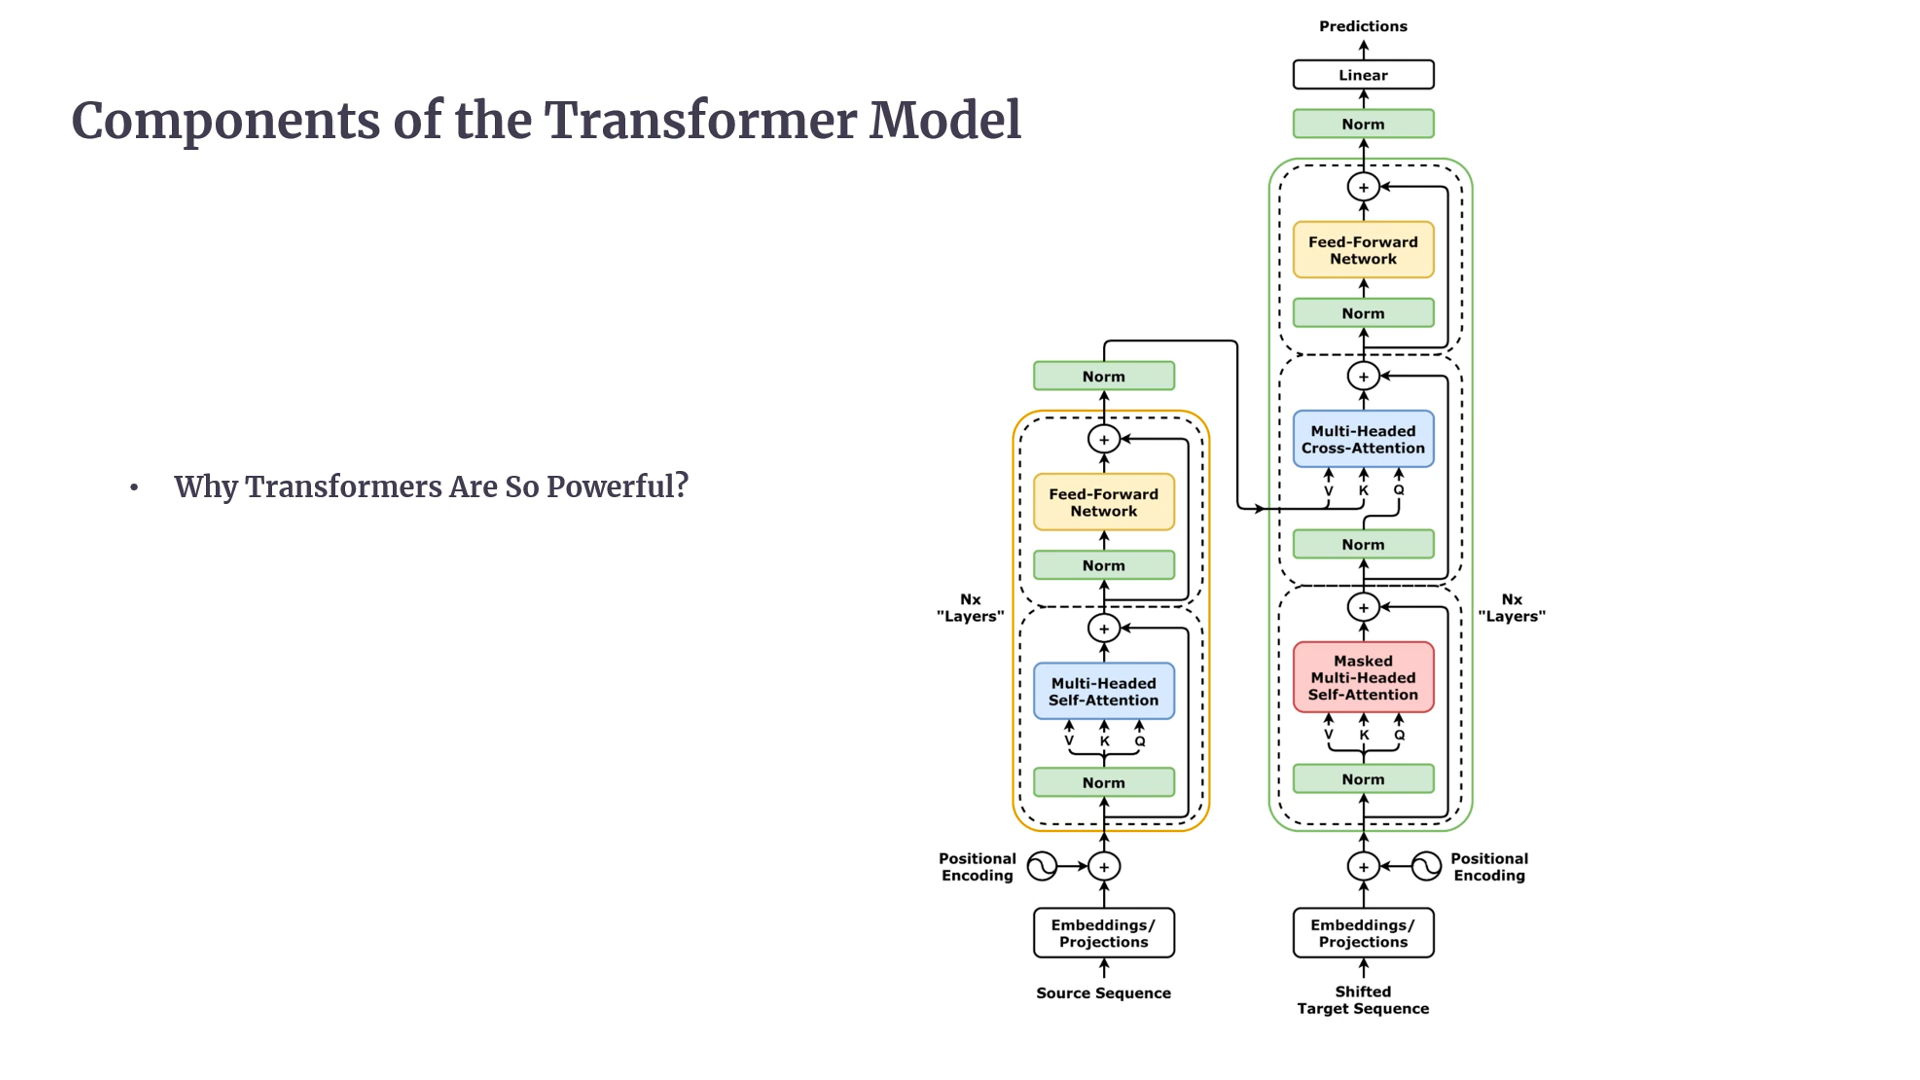 Components of the Transformer Model
• Why Transformers Are So Powerful?
Predictions
Linear
Norm
+
Feed-Forward
Network
Norm
+
Multi-Headed
Cross-Attention
V K Q
Norm
+
Masked
Multi-Headed
Self-Attention
V K Q
Norm
Nx
"Layers"
+
Positional
Encoding
Embeddings/
Projections
Shifted
Target Sequence
Norm
+
Feed-Forward
Network
Norm
+
Multi-Headed
Self-Attention
V K Q
Norm
Nx
"Layers"
Positional
Encoding
+
Embeddings/
Projections
Source Sequence